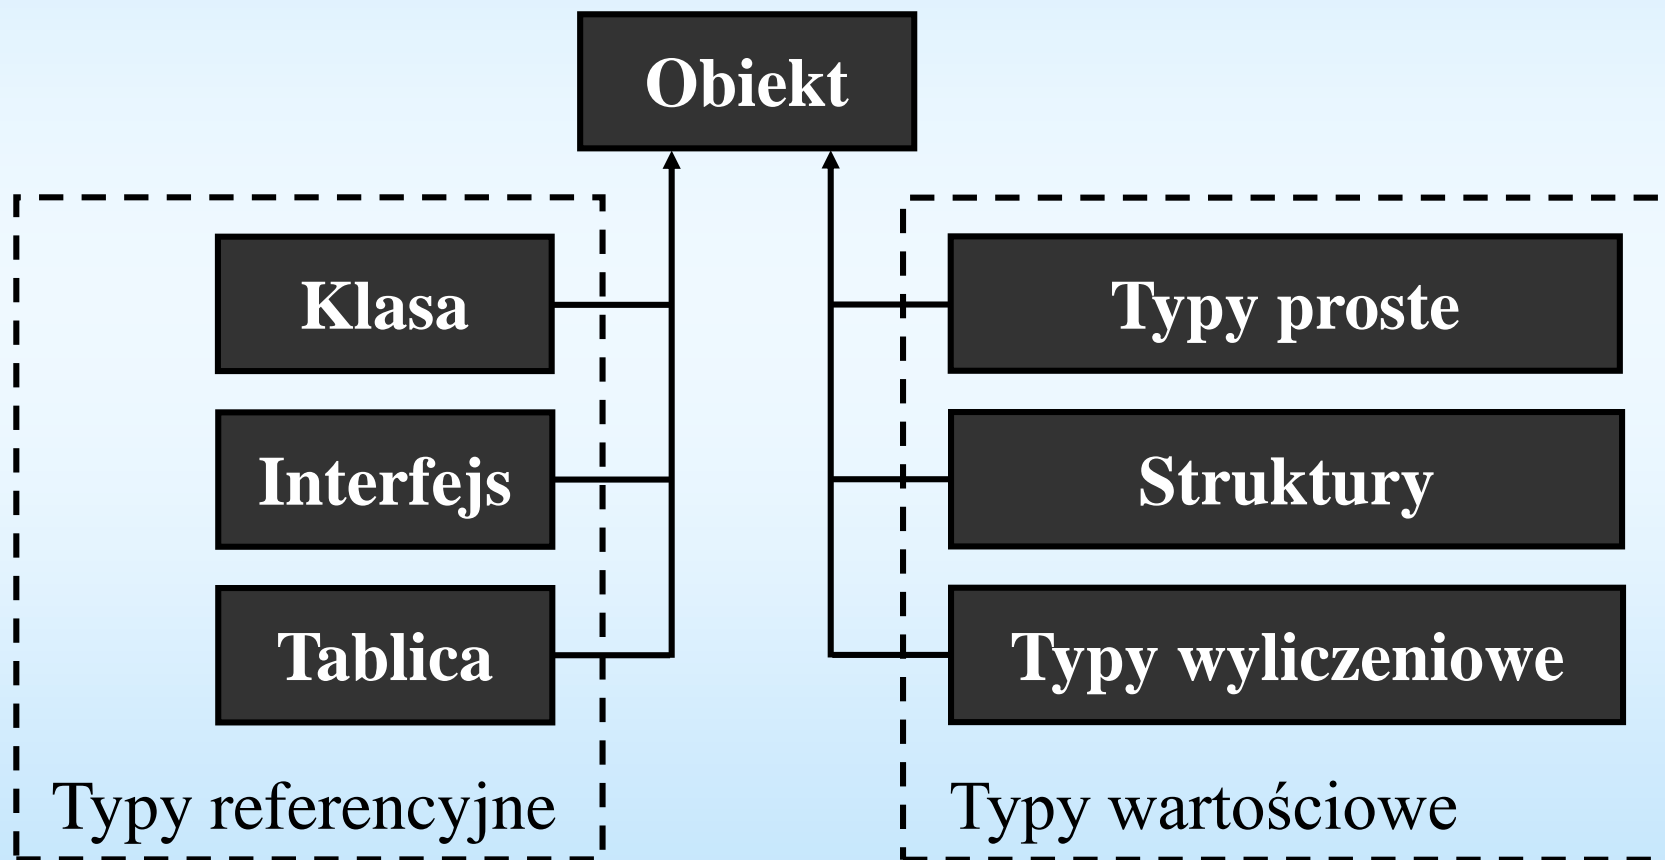 Obiekt
Klasa
Interfejs
Tablica
Typy referencyjne
Typy proste
Struktury
Typy wyliczeniowe
Typy wartościowe